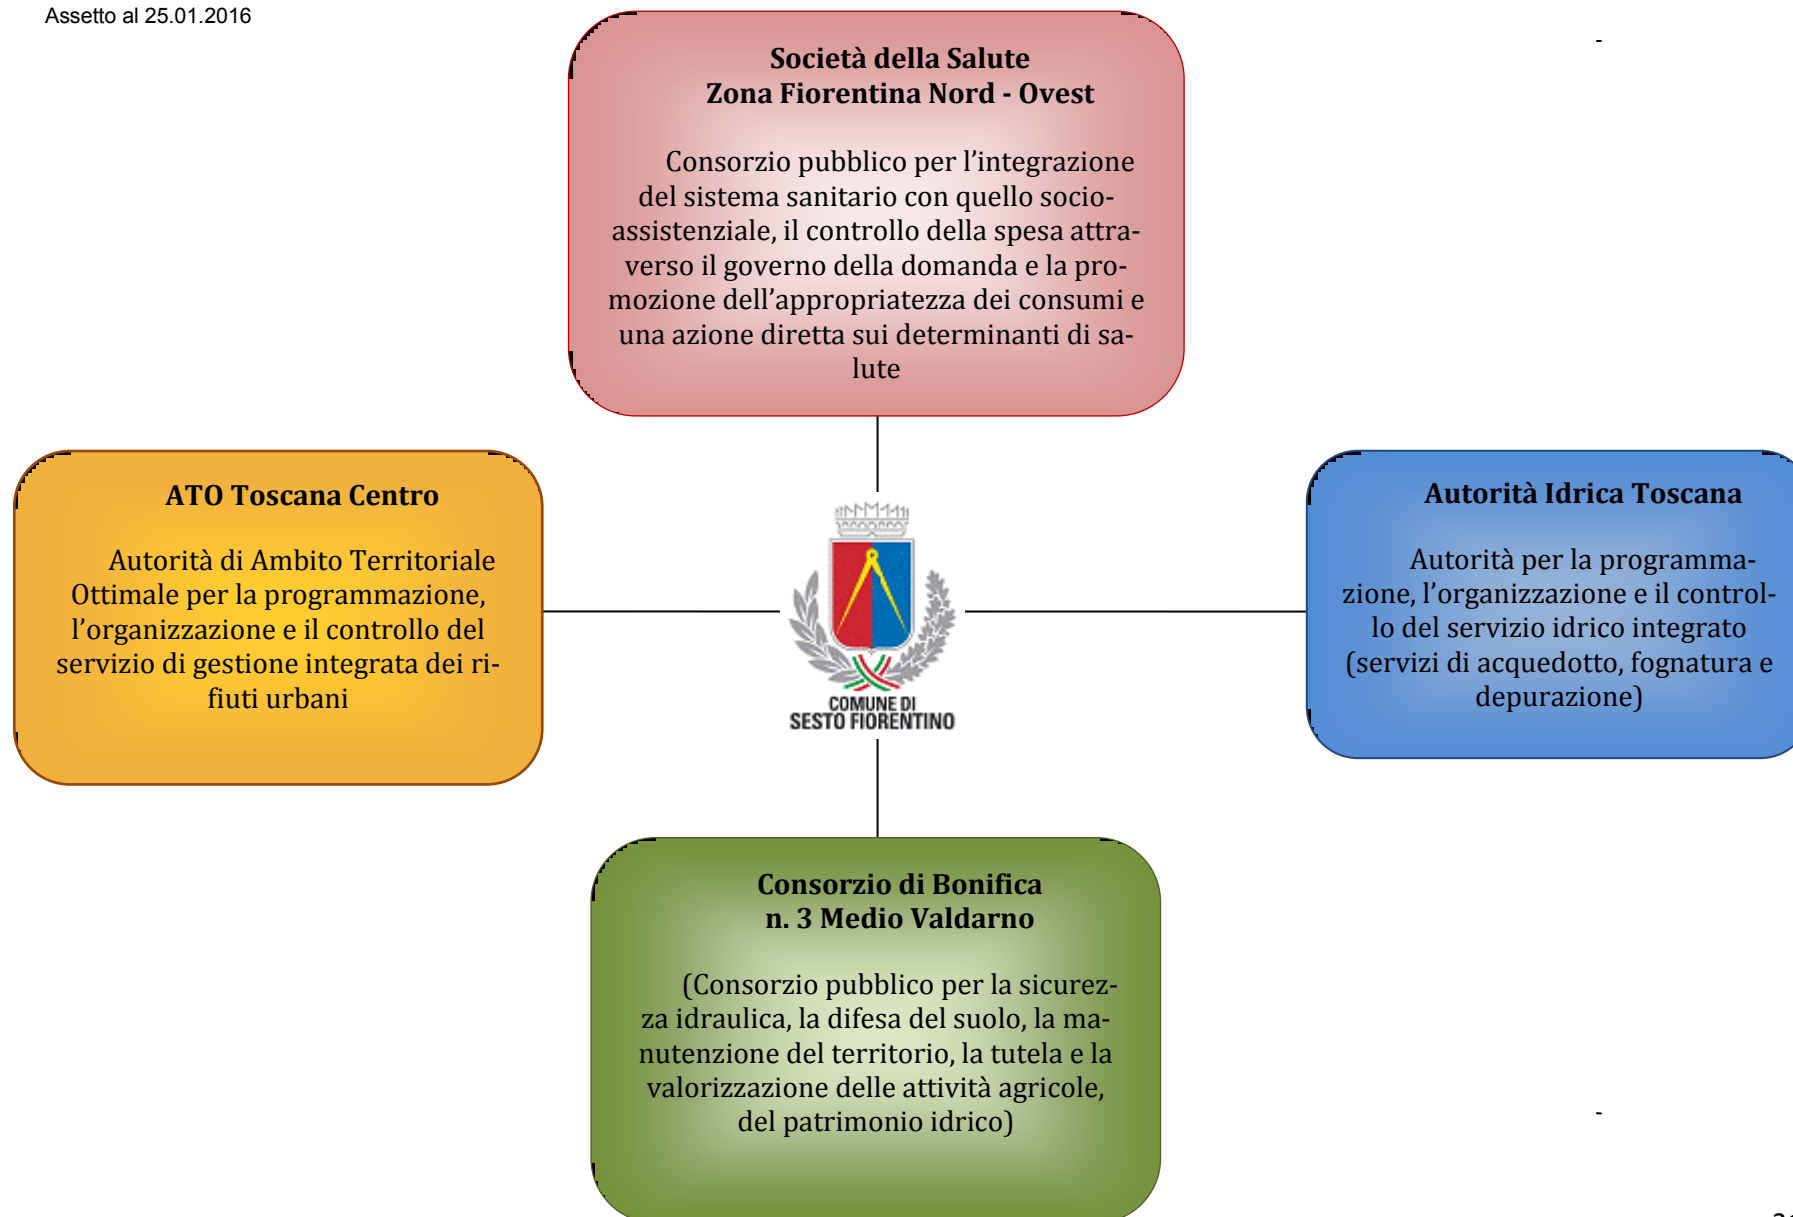 Assetto al 25.01.2016
-
Società della Salute
Zona Fiorentina Nord - Ovest
Consorzio pubblico per l’integrazione
del sistema sanitario con quello socio-
assistenziale, il controllo della spesa attra-
verso il governo della domanda e la pro-
mozione dell’appropriatezza dei consumi e
una azione diretta sui determinanti di sa-
lute
ATO Toscana Centro
Autorità di Ambito Territoriale
Ottimale per la programmazione,
l’organizzazione e il controllo del
servizio di gestione integrata dei ri-
fiuti urbani
COMUNE DI
SESTO FIORENTINO
Autorità Idrica Toscana
Autorità per la programma-
zione, l’organizzazione e il control-
lo del servizio idrico integrato
(servizi di acquedotto, fognatura e
depurazione)
Consorzio di Bonifica
n. 3 Medio Valdarno
(Consorzio pubblico per la sicurez-
za idraulica, la difesa del suolo, la ma-
nutenzione del territorio, la tutela e la
valorizzazione delle attività agricole,
del patrimonio idrico)
-